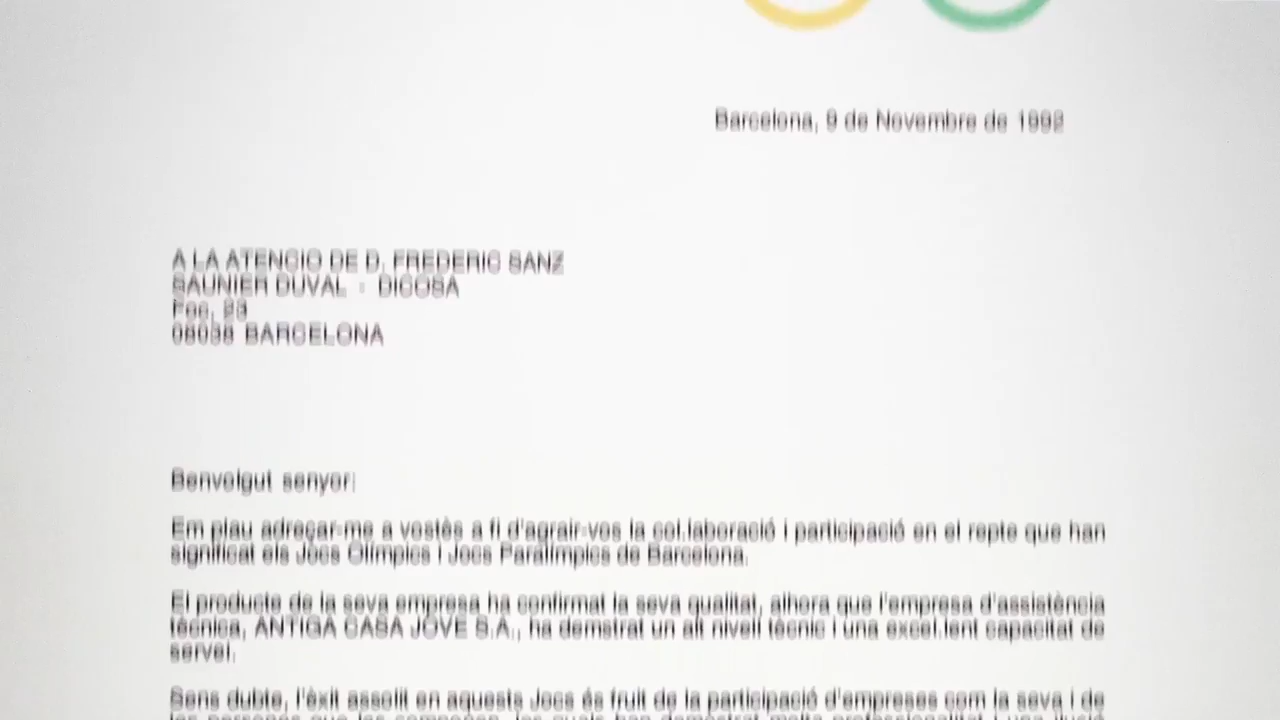 Barcelona, 9 de Novembre de 1992
A LA ATENCIO DE D. FREDERIC SANZ
SAUNIER DUVAL - DICOSA
08038 BARCELONA
Benvolgut senyor:
Em plau adreçar-me a vostès a fi d'agrair-vos la col.laboració i participació en el repte que han
significat els Jocs Olímpics i Jocs Paralímpics de Barcelona.
El producte de la seva empresa ha confirmat la seva qualitat, alhora que l'empresa d'assistència
tècnica, ANTIGA CASA JOVE S.A., ha demstrat un alt nivell tècnic i una excel.lent capacitat de
servei.
Sens dubte, l'èxit assolit en aquests Jocs és fruit de la participació d'empreses com la seva i de